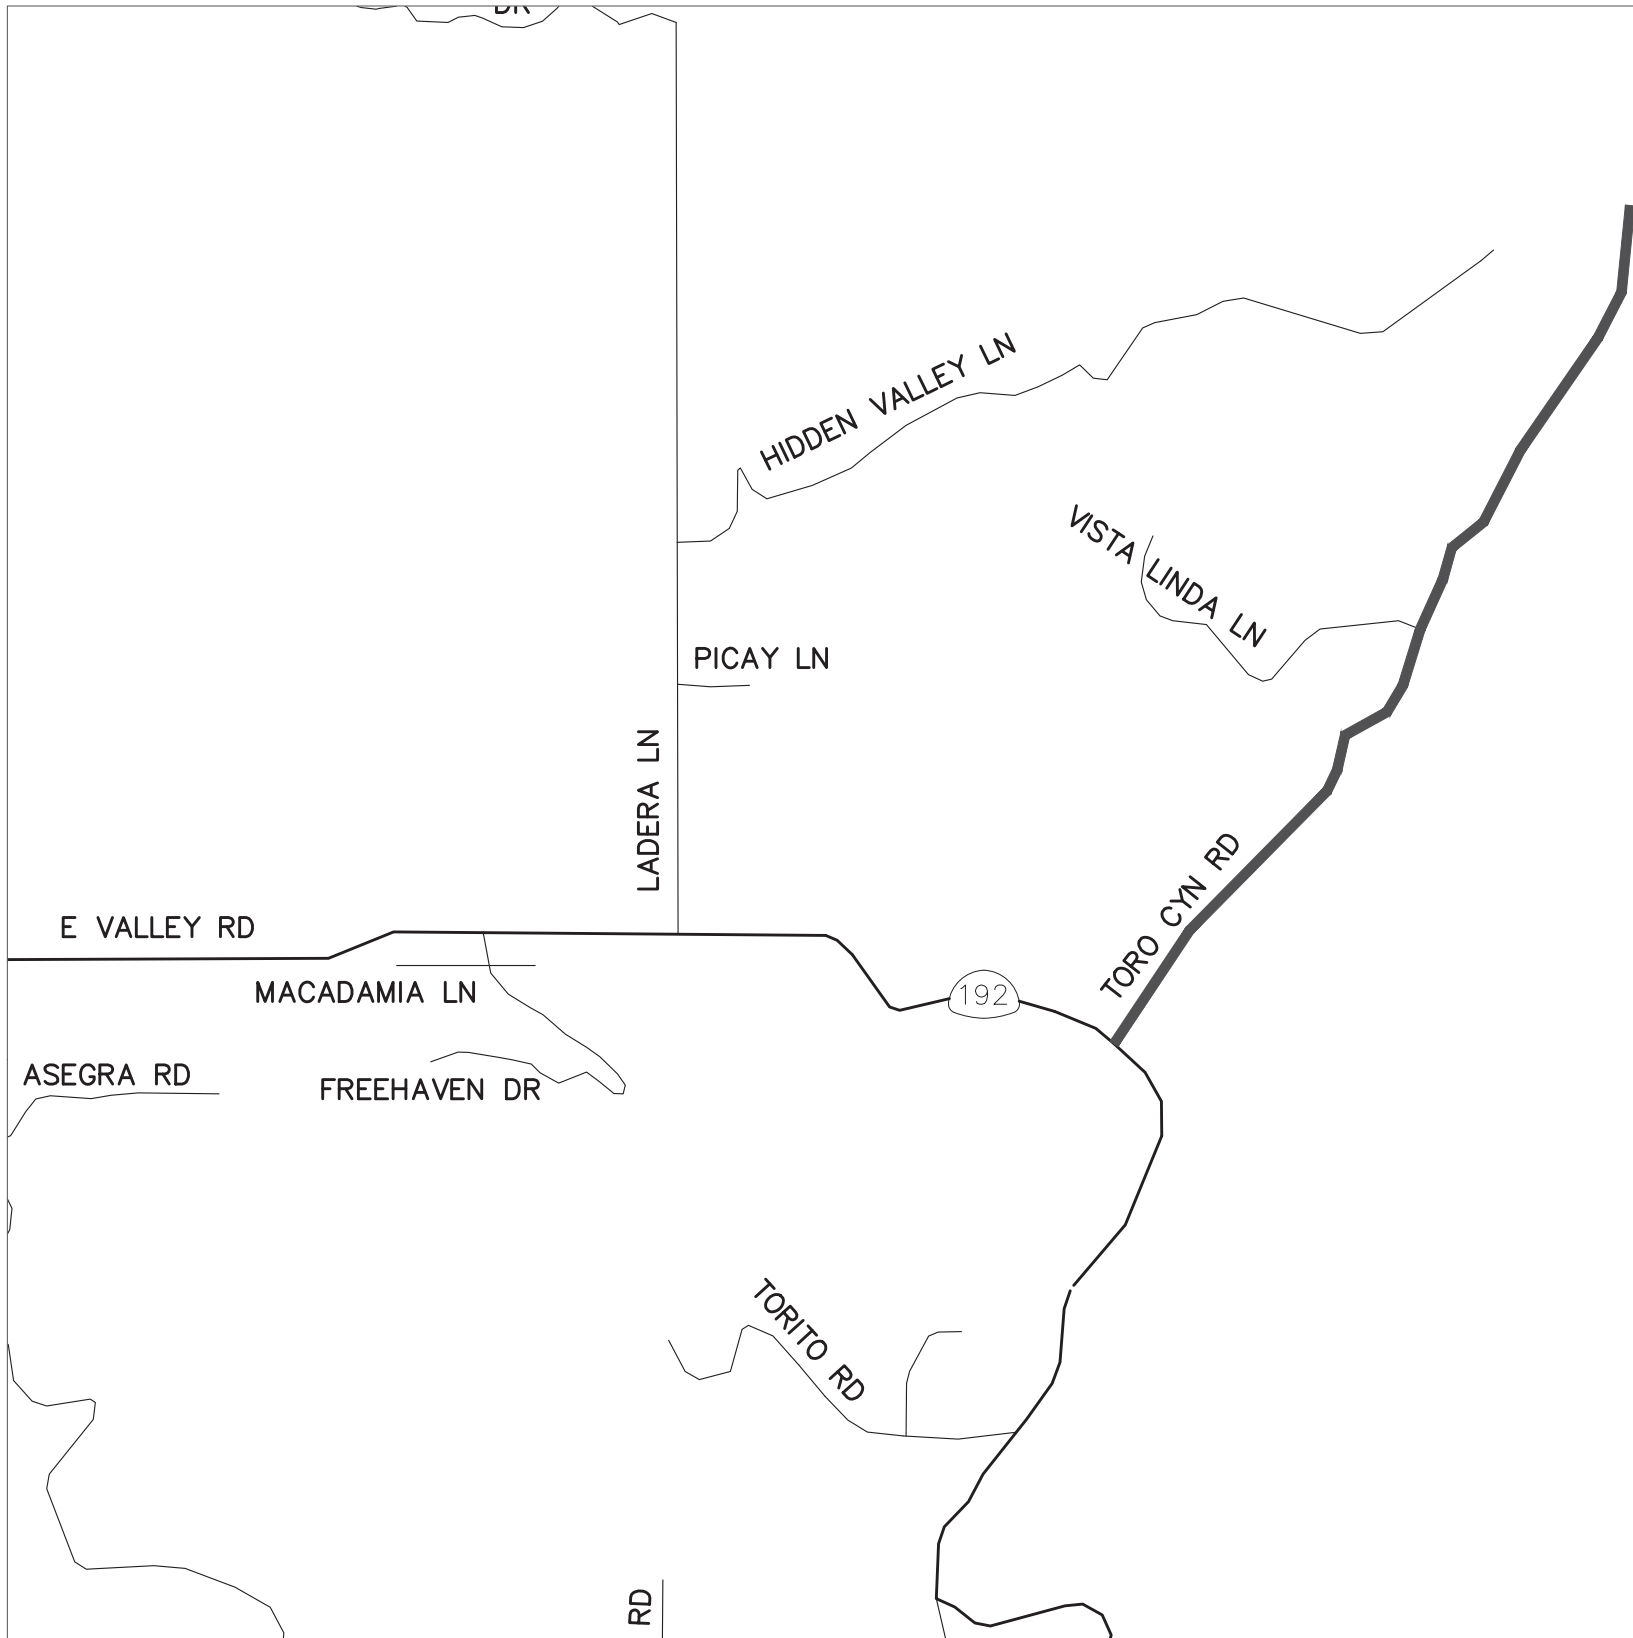 DR
HIDDEN VALLEY LN
VISTA LINDA LN
PICAY LN
LADERA LN
TORO CYN RD
E VALLEY RD
MACADAMIA LN
192
ASEGRA RD
FREEHAVEN DR
TORITO RD
RD